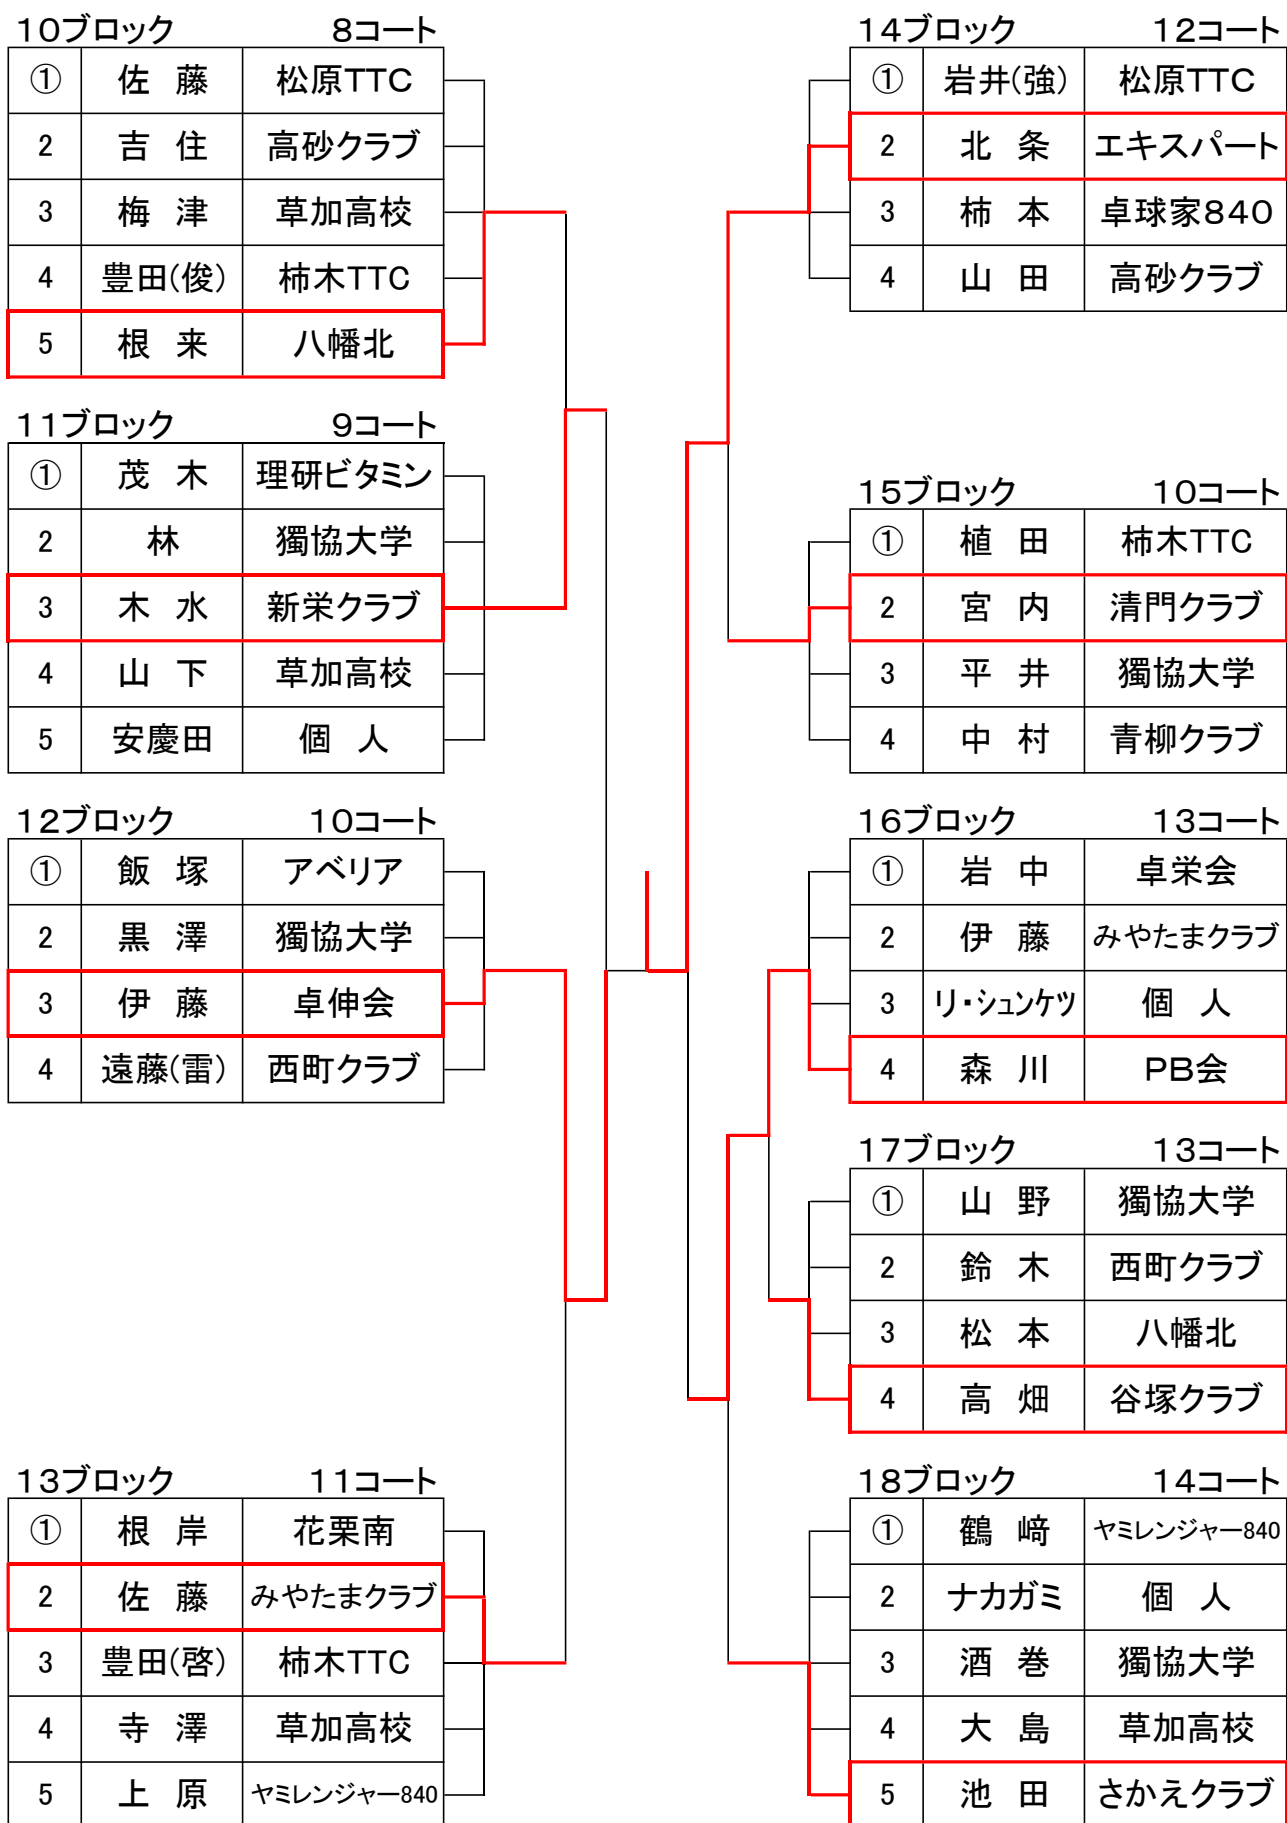 10ブロック 8コート
① 佐 藤 松原TTC
2 吉 住 高砂クラブ
3 梅 津 草加高校
4 豊田(俊) 柿木TTC
5 根 来 八幡北
11ブロック 9コート
① 茂 木 理研ビタミン
2 林 獨協大学
3 木 水 新栄クラブ
4 山 下 草加高校
5 安慶田 個 人
12ブロック 10コート
① 飯 塚 アベリア
2 黒 澤 獨協大学
3 伊 藤 卓伸会
4 遠藤(雷) 西町クラブ
13ブロック 11コート
① 根 岸 花栗南
2 佐 藤 みやたまクラブ
3 豊田(啓) 柿木TTC
4 寺 澤 草加高校
5 上 原 ヤミレンジャー840
14ブロック 12コート
① 岩井(強) 松原TTC
2 北 条 エキスパート
3 柿 本 卓球家840
4 山 田 高砂クラブ
15ブロック 10コート
① 植 田 柿木TTC
2 宮 内 清門クラブ
3 平 井 獨協大学
4 中 村 青柳クラブ
16ブロック 13コート
① 岩 中 卓栄会
2 伊 藤 みやたまクラブ
3 リ・シュンケツ 個 人
4 森 川 PB会
17ブロック 13コート
① 山 野 獨協大学
2 鈴 木 西町クラブ
3 松 本 八幡北
4 高 畑 谷塚クラブ
18ブロック 14コート
① 鶴 﨑 ヤミレンジャー840
2 ナカガミ 個 人
3 酒 巻 獨協大学
4 大 島 草加高校
5 池 田 さかえクラブ